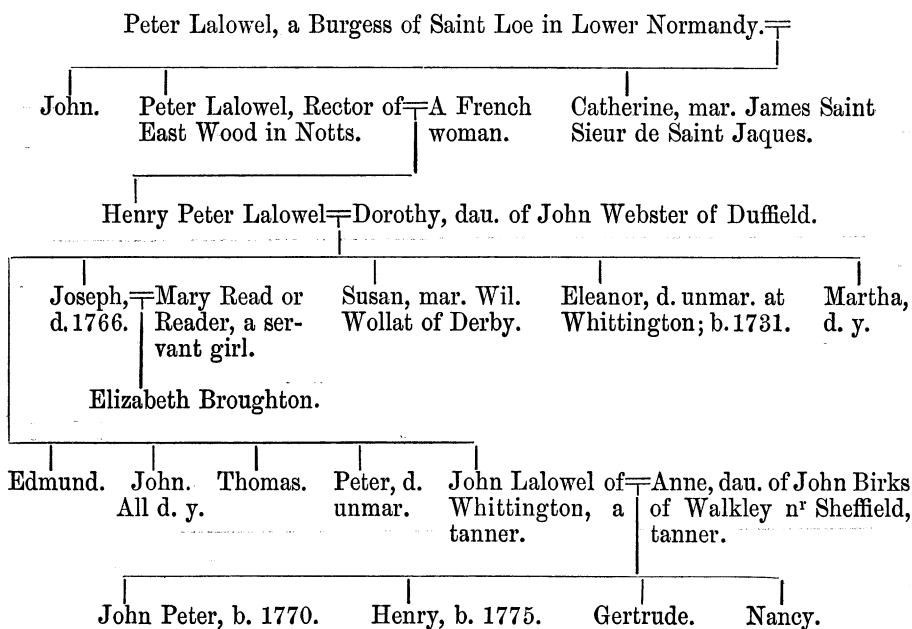 Peter Lalowel, a Burgess of Saint Loe in Lower Normandy.
John.
Peter Lalowel, Rector of
East Wood in Notts.
A French
woman.
Catherine, mar. James Saint
Sieur de Saint Jaques.
Henry Peter Lalowel
Dorothy, dau. of John Webster of Duffield.
Joseph,
d. 1766.
Mary Read or
Reader, a ser-
vant girl.
Susan, mar. Wil.
Wollat of Derby.
Eleanor, d. unmar. at
Whittington; b. 1731.
Martha,
d. y.
Elizabeth Broughton.
Edmund. John. Thomas.
All d. y.
Peter, d.
unmar.
John Lalowel of
Whittington, a
tanner.
Anne, dau. of John Birks
of Walkley nʳ Sheffield,
tanner.
John Peter, b. 1770. Henry, b. 1775. Gertrude. Nancy.